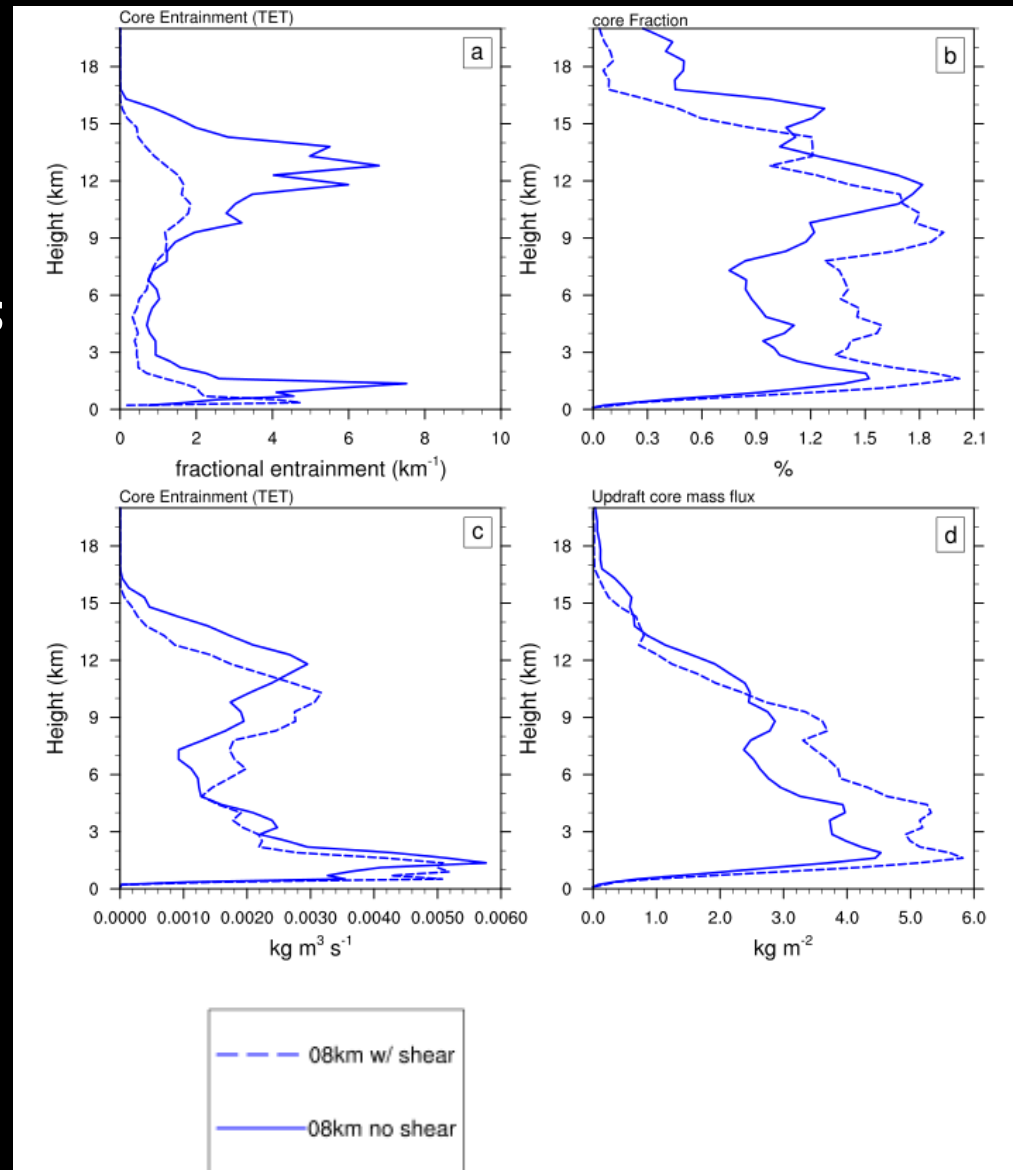 Core Entrainment (TET)
a
18
15
12
9
6
3
0
Height (km)
0 2 4 6 8 10
fractional entrainment (km⁻¹)
core Fraction
b
18
15
12
9
6
3
0
Height (km)
0.0 0.3 0.6 0.9 1.2 1.5 1.8 2.1
%
Core Entrainment (TET)
c
18
15
12
9
6
3
0
Height (km)
0.0000 0.0010 0.0020 0.0030 0.0040 0.0050 0.0060
kg m³ s⁻¹
Updraft core mass flux
d
18
15
12
9
6
3
0
Height (km)
0.0 1.0 2.0 3.0 4.0 5.0 6.0
kg m⁻²
08km w/ shear
08km no shear